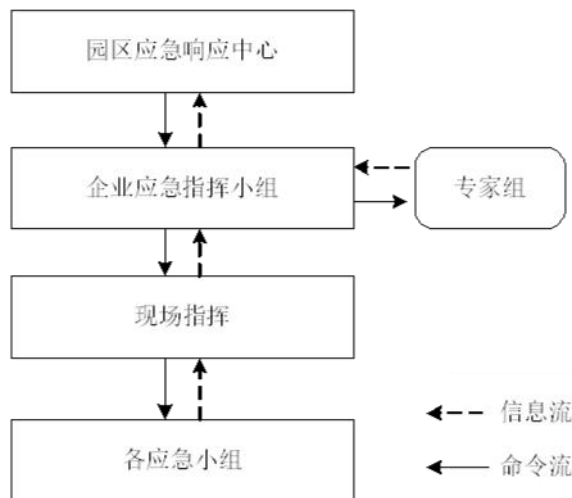 园区应急响应中心
企业应急指挥小组
专家组
现场指挥
各应急小组
信息流
命令流